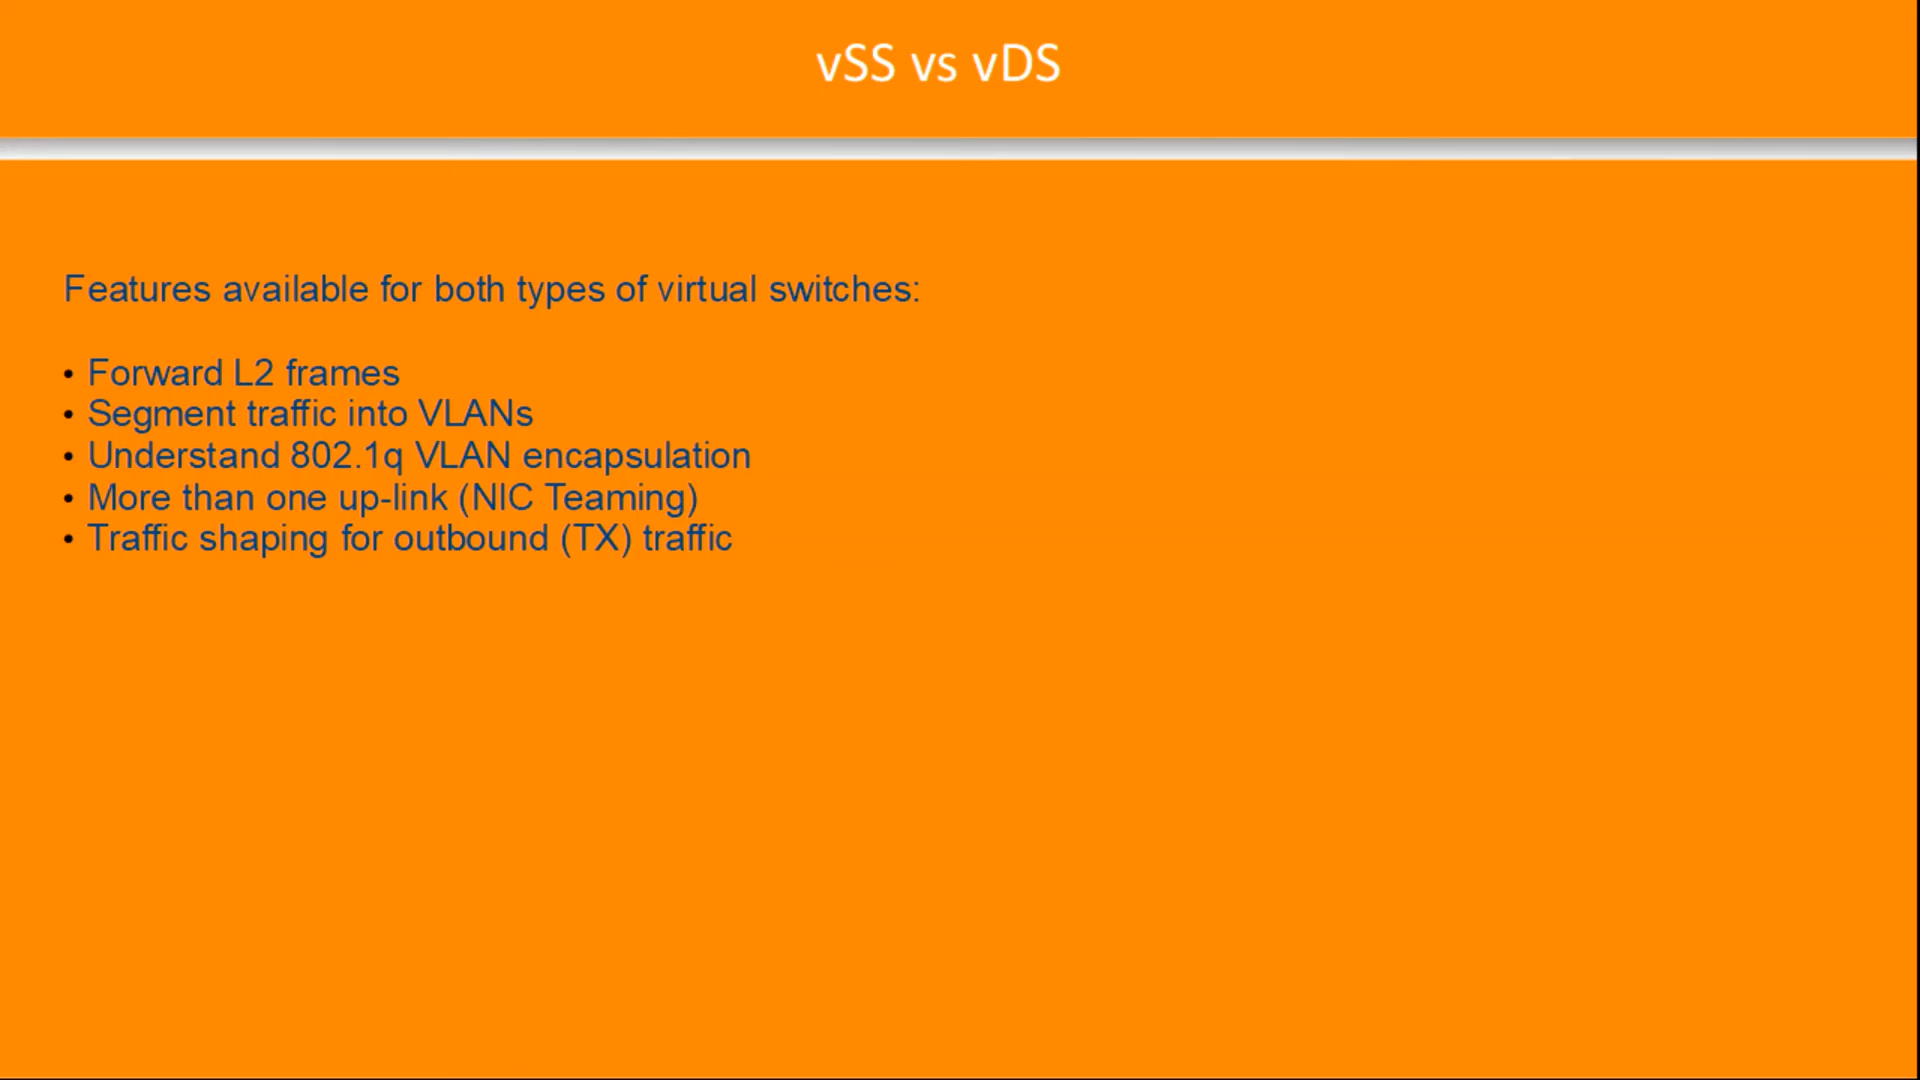 vSS vs vDS
Features available for both types of virtual switches:
• Forward L2 frames
• Segment traffic into VLANs
• Understand 802.1q VLAN encapsulation
• More than one up-link (NIC Teaming)
• Traffic shaping for outbound (TX) traffic